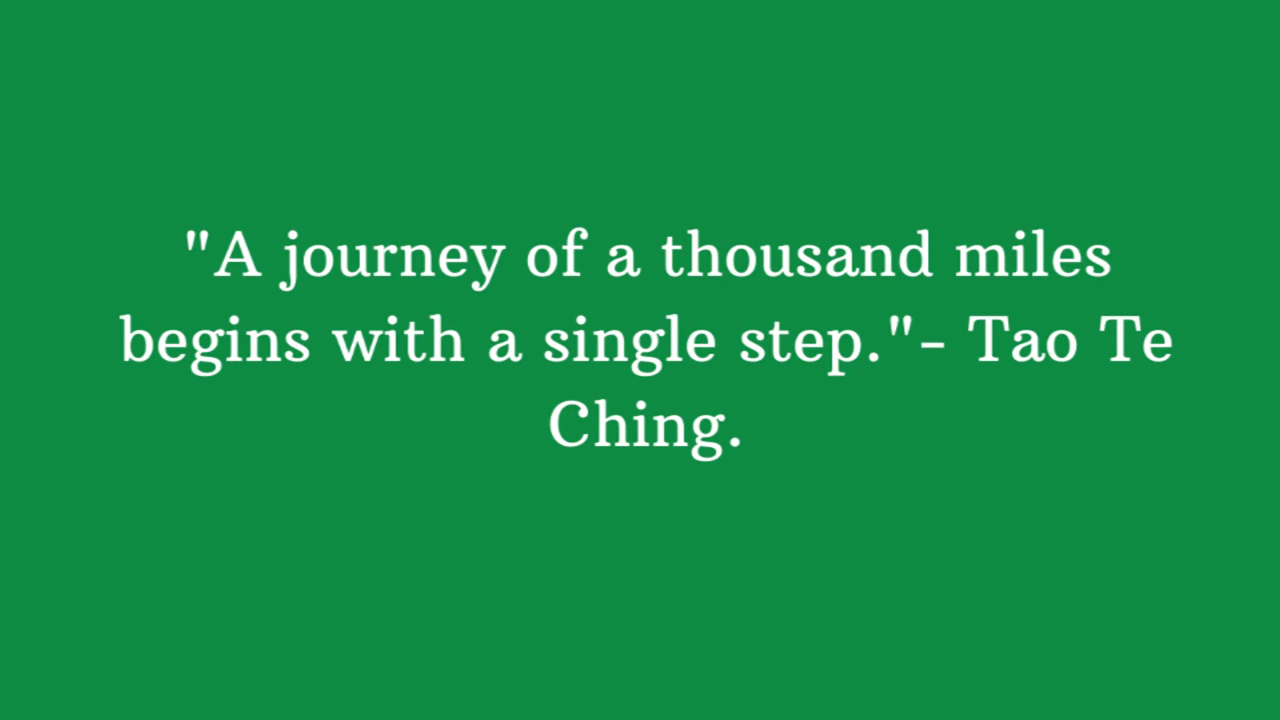 "A journey of a thousand miles
begins with a single step."- Tao Te
Ching.